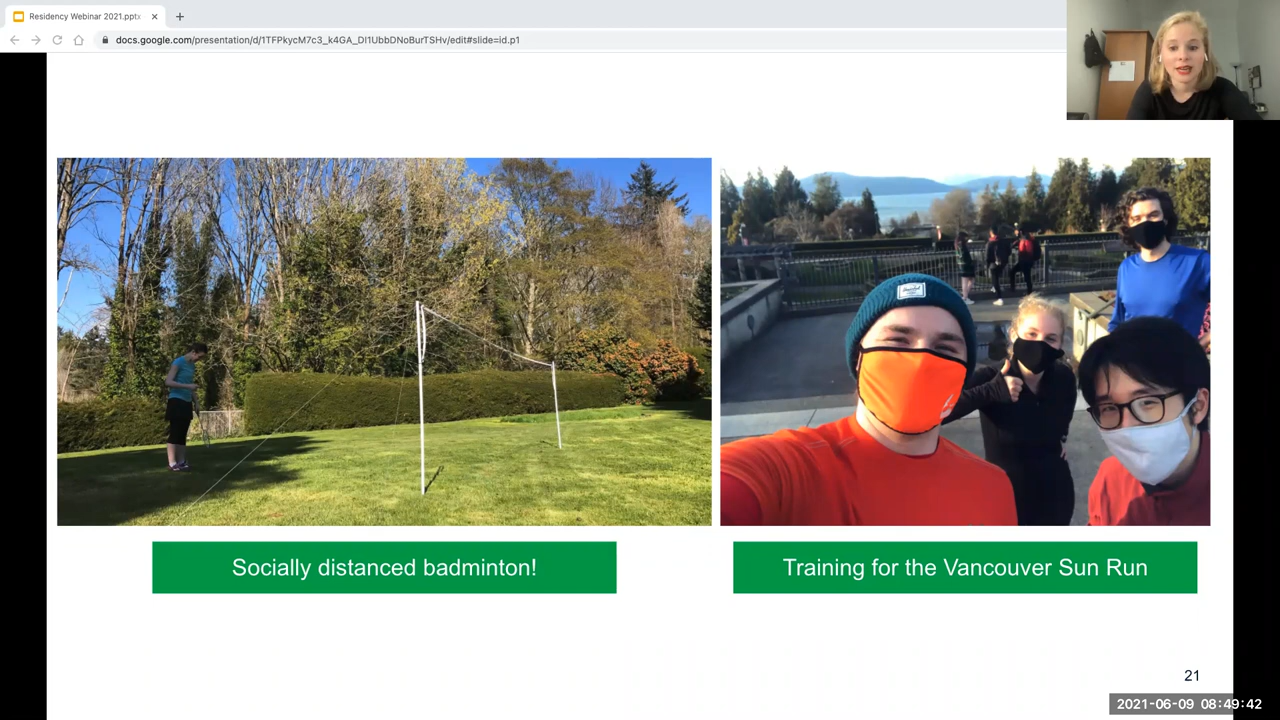 Residency Webinar 2021.pptx
docs.google.com/presentation/d/1TFPkycM7c3_k4GA_Dl1UbbDNoBurTSHv/edit#slide=id.p1
Socially distanced badminton!
Training for the Vancouver Sun Run
21
2021-06-09 08:49:42